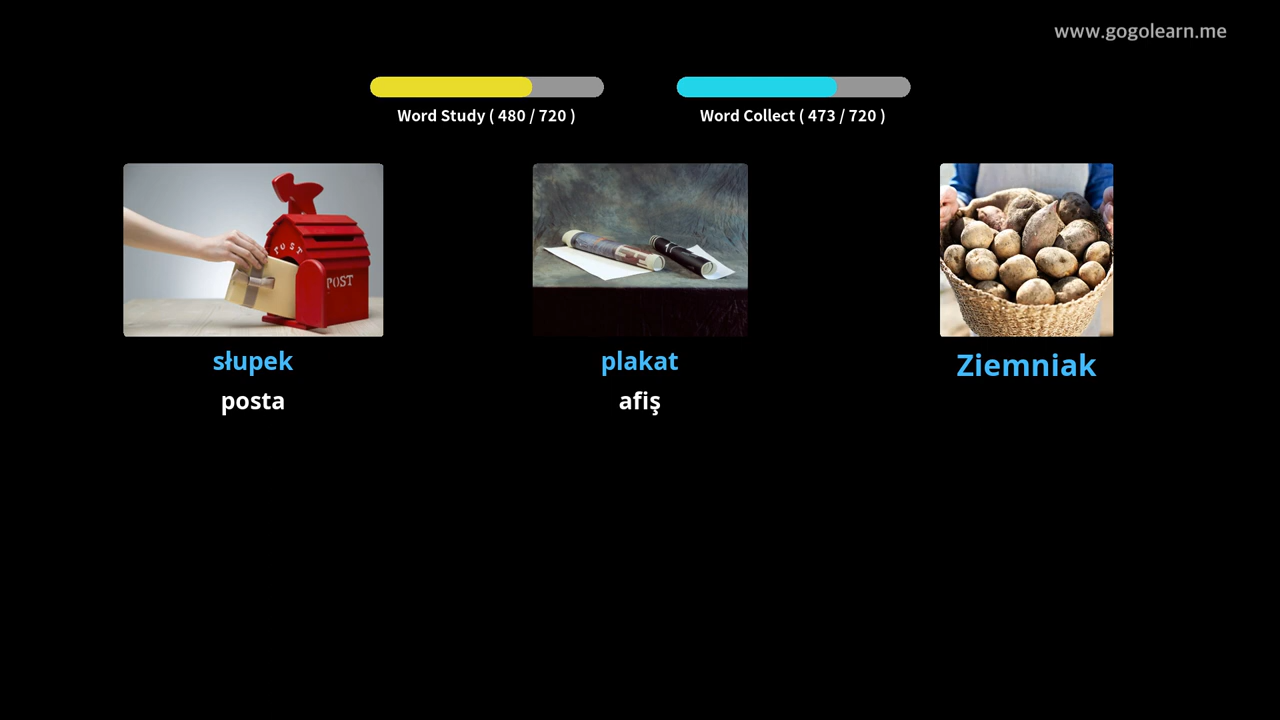 www.gogolearn.me
Word Study ( 480 / 720 )
Word Collect ( 473 / 720 )
POST
POST
słupek
plakat
Ziemniak
posta
afiş